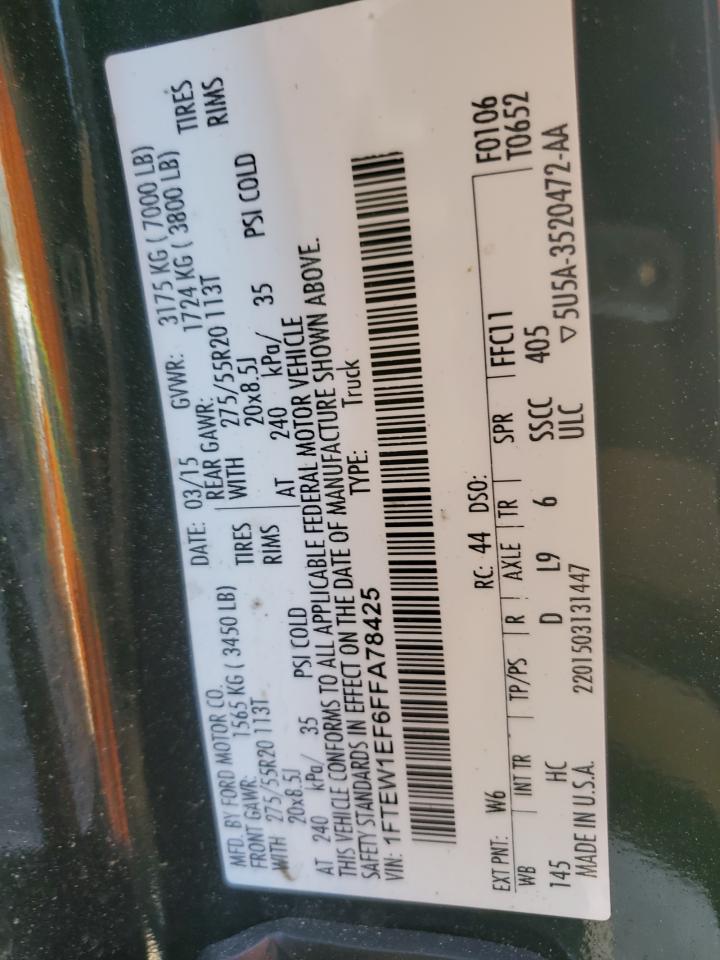 MFD. BY FORD MOTOR CO.
DATE: 03/15 GVWR: 3175 KG ( 7000 LB)
FRONT GAWR: 1565 KG ( 3450 LB)
REAR GAWR: 1724 KG ( 3800 LB)
WITH 275/55R20 113T TIRES
WITH 275/55R20 113T TIRES
20x8.5J RIMS
20x8.5J RIMS
AT 240 kPa/ 35 PSI COLD
AT 240 kPa/ 35 PSI COLD
THIS VEHICLE CONFORMS TO ALL APPLICABLE FEDERAL MOTOR VEHICLE
SAFETY STANDARDS IN EFFECT ON THE DATE OF MANUFACTURE SHOWN ABOVE.
VIN: 1FTEW1EF6FFA78425 TYPE: Truck
F0106
T0652
EXT PNT: W6 RC: 44 DSO:
WB INT TR TP/PS R AXLE TR SPR FFC11
145 HC D L9 6 SSCC 405
ULC
MADE IN U.S.A. 2201503131447 ▽5U5A-3520472-AA